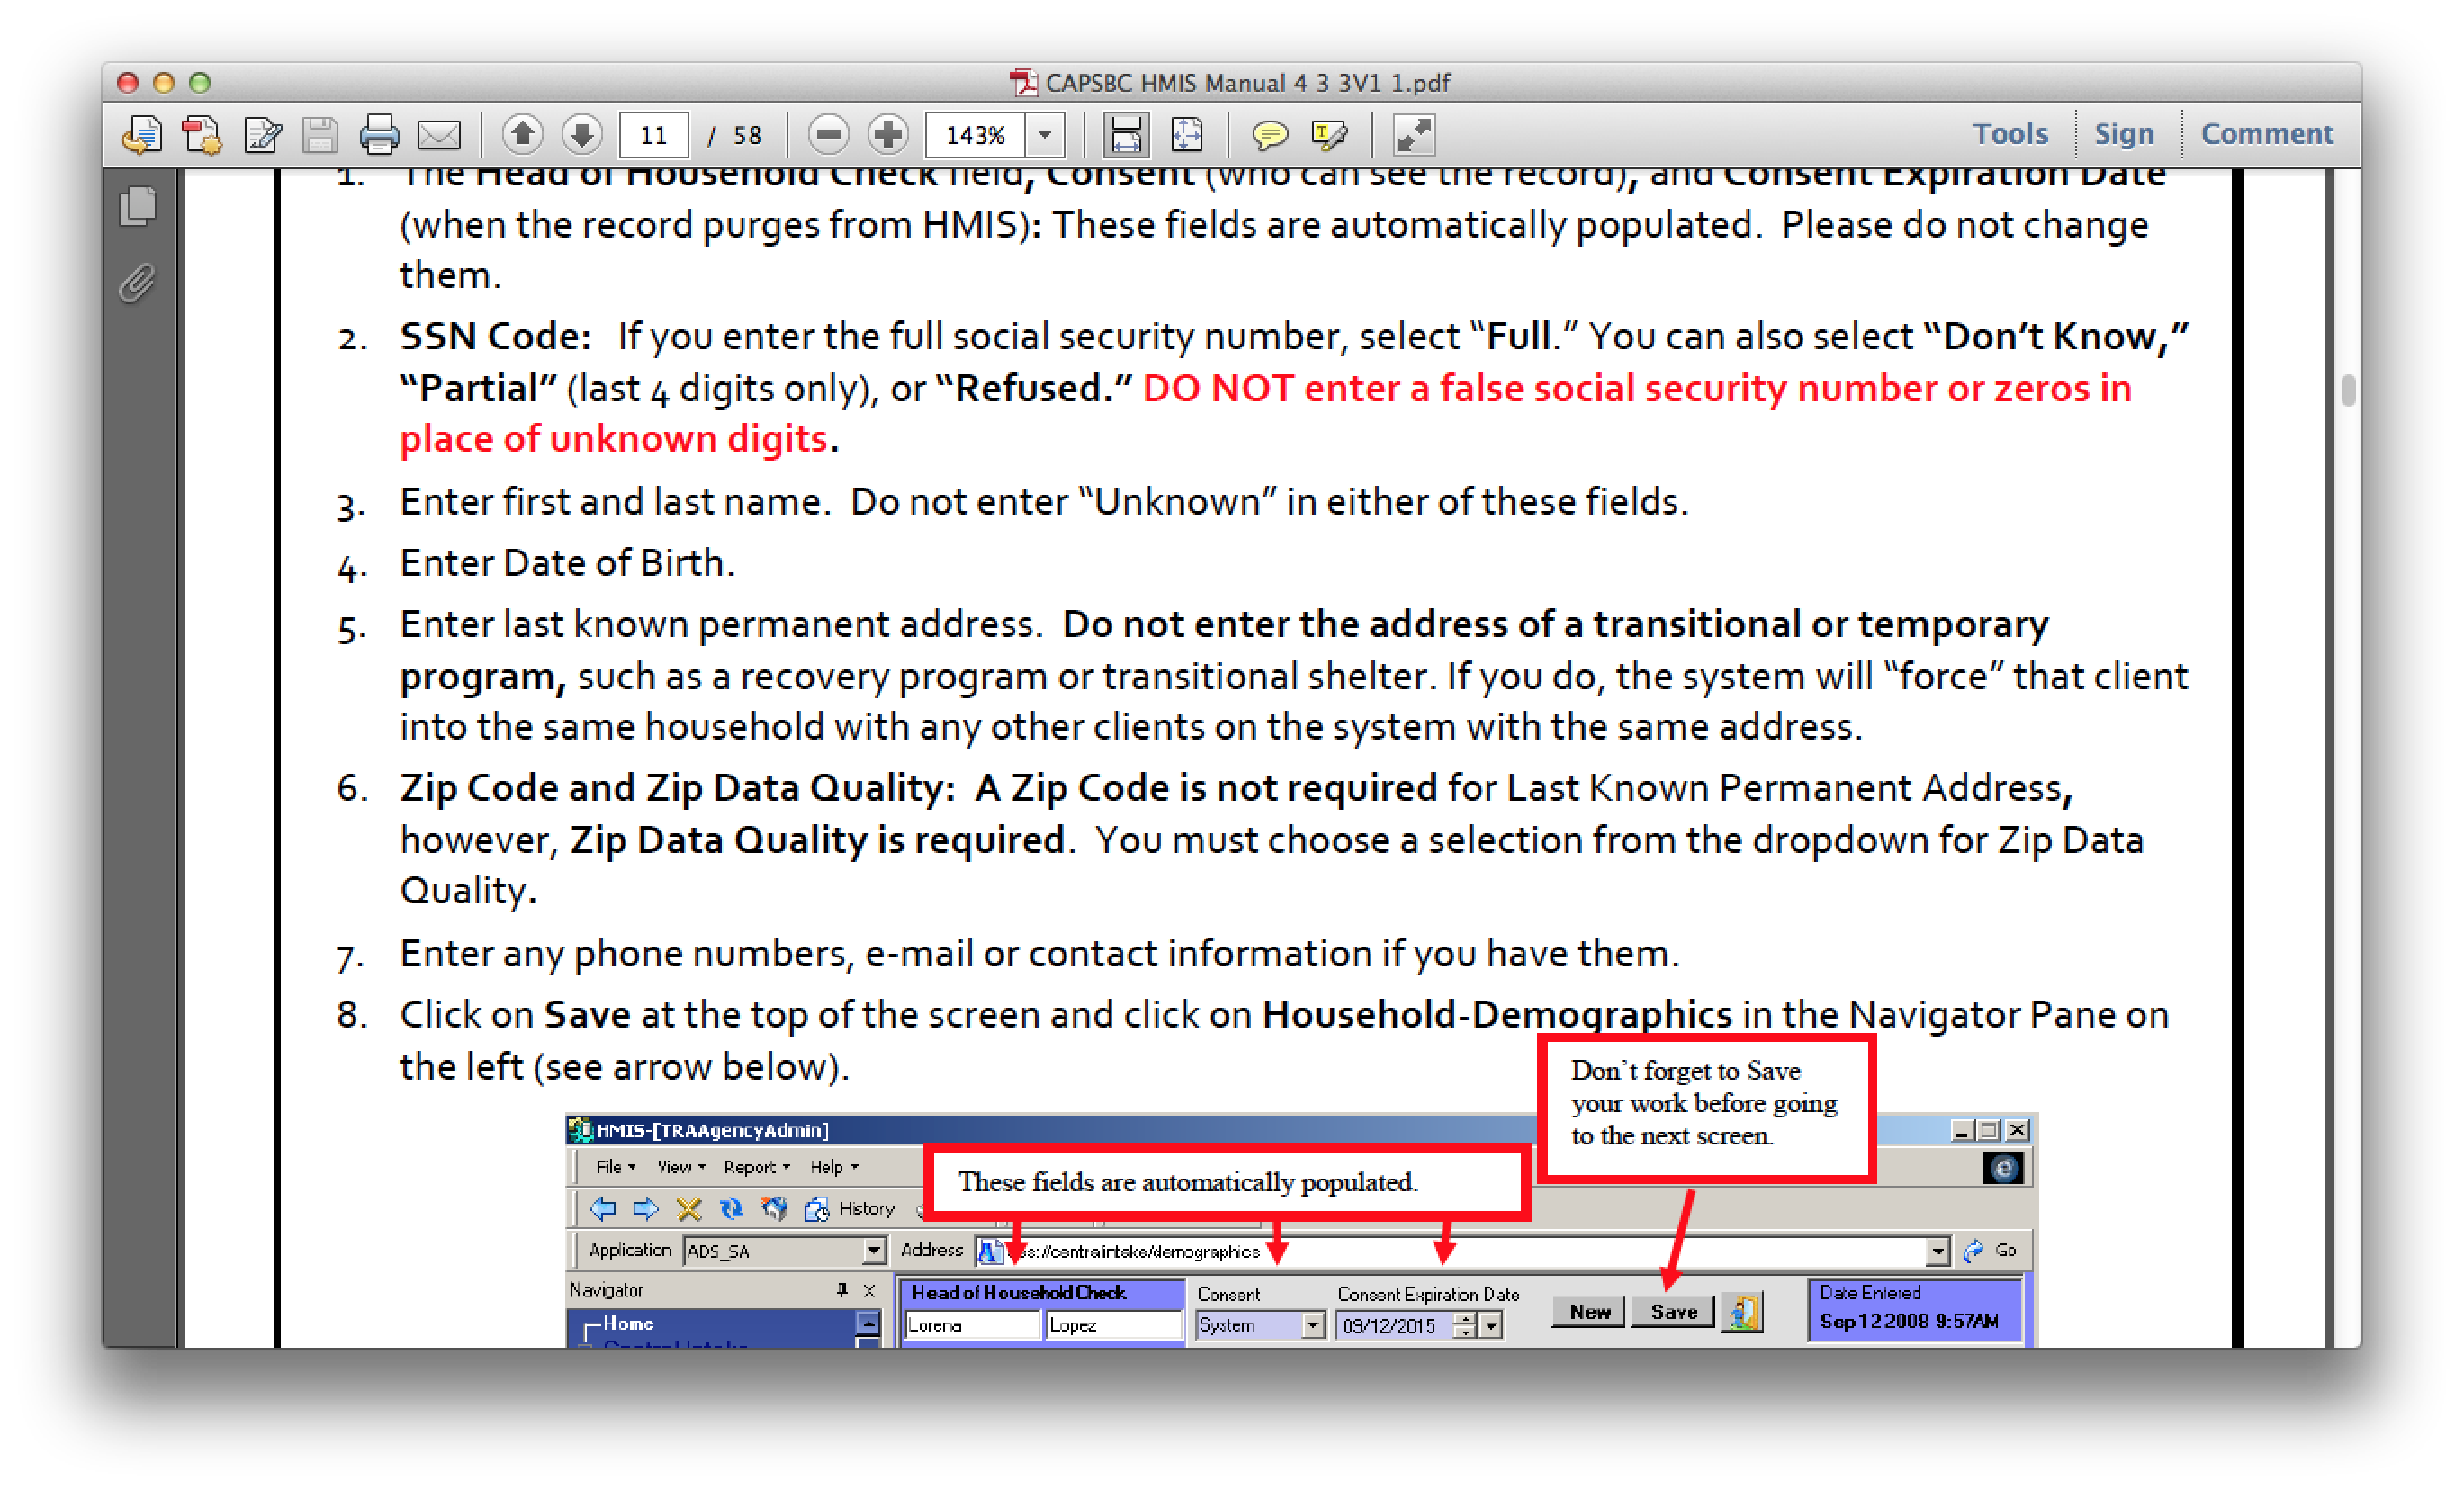 CAPSBC HMIS Manual 4 3 3V1 1.pdf
11 / 58 143% Tools Sign Comment
1. The Head of Household Check field, Consent (who can see the record), and Consent Expiration Date
(when the record purges from HMIS): These fields are automatically populated. Please do not change
them.
2. SSN Code: If you enter the full social security number, select “Full.” You can also select “Don’t Know,”
“Partial” (last 4 digits only), or “Refused.” DO NOT enter a false social security number or zeros in
place of unknown digits.
3. Enter first and last name. Do not enter “Unknown” in either of these fields.
4. Enter Date of Birth.
5. Enter last known permanent address. Do not enter the address of a transitional or temporary
program, such as a recovery program or transitional shelter. If you do, the system will “force” that client
into the same household with any other clients on the system with the same address.
6. Zip Code and Zip Data Quality: A Zip Code is not required for Last Known Permanent Address,
however, Zip Data Quality is required. You must choose a selection from the dropdown for Zip Data
Quality.
7. Enter any phone numbers, e-mail or contact information if you have them.
8. Click on Save at the top of the screen and click on Household-Demographics in the Navigator Pane on
the left (see arrow below).
Don’t forget to Save
your work before going
to the next screen.
HMIS-[TRAAgencyAdmin]
File View Report Help
These fields are automatically populated.
History
Application ADS_SA Address ://centralintake/demographics Go
Navigator
Head of Household Check Consent Consent Expiration Date New Save Date Entered
Home Lorena Lopez System 09/12/2015 Sep 12 2008 9:57AM
Central Intake